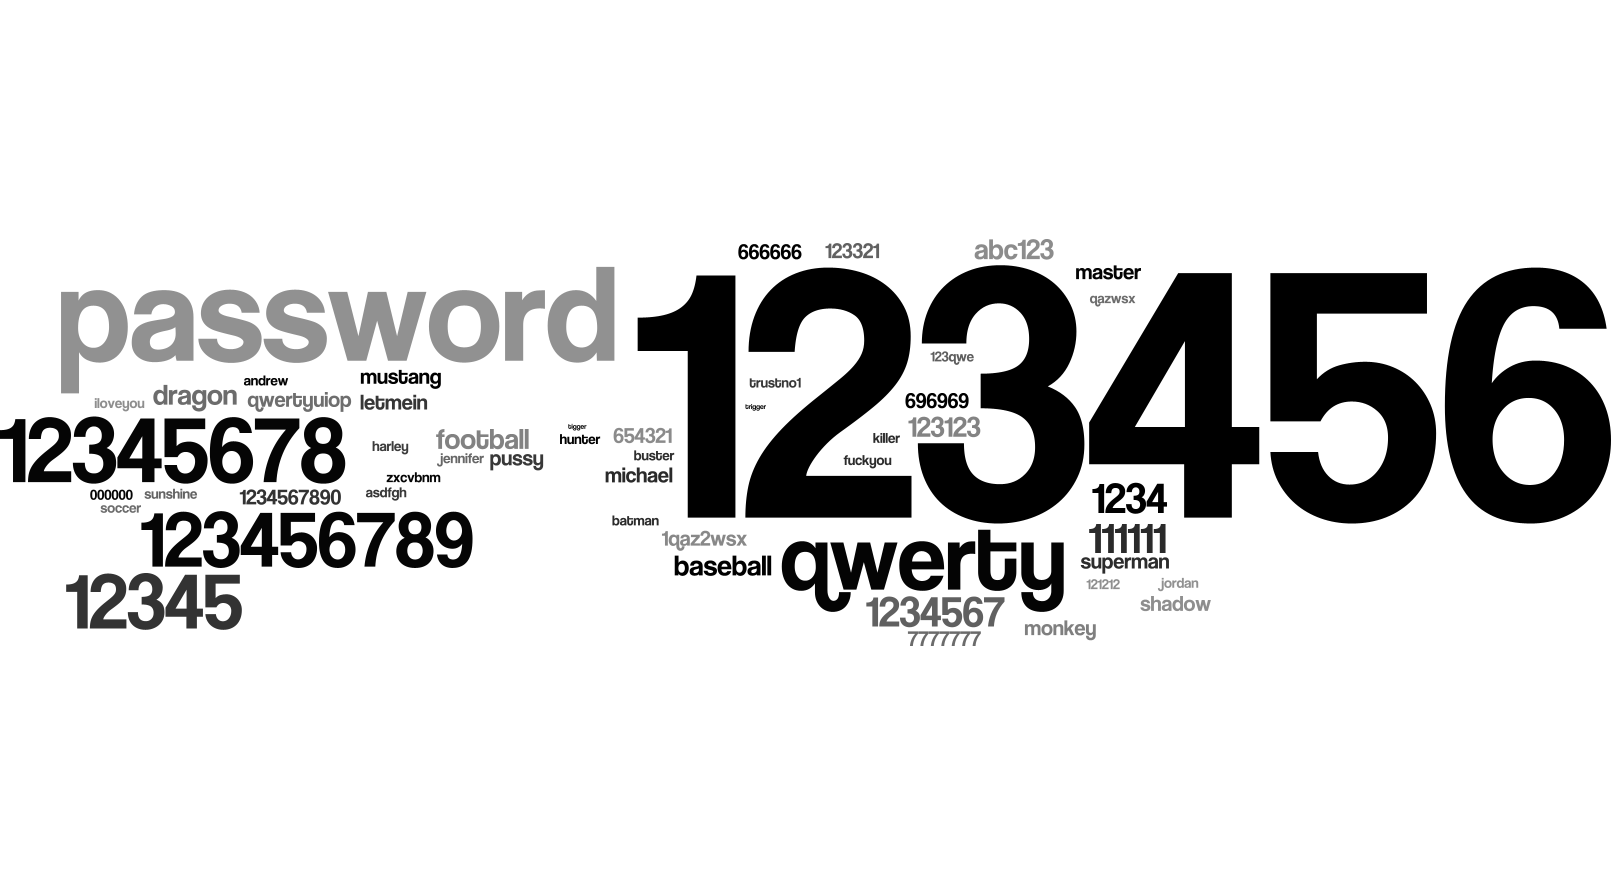 666666
123321
abc123
master
qazwsx
password
123456
123qwe
trustno1
trigger
696969
123123
killer
fuckyou
andrew
mustang
iloveyou
dragon
qwertyuiop
letmein
12345678
harley
football
tigger
hunter
654321
jennifer
pussy
buster
michael
zxcvbnm
asdfgh
000000
sunshine
1234567890
soccer
123456789
batman
1qaz2wsx
baseball
qwerty
1234
111111
superman
121212
jordan
shadow
12345
1234567
monkey
7777777